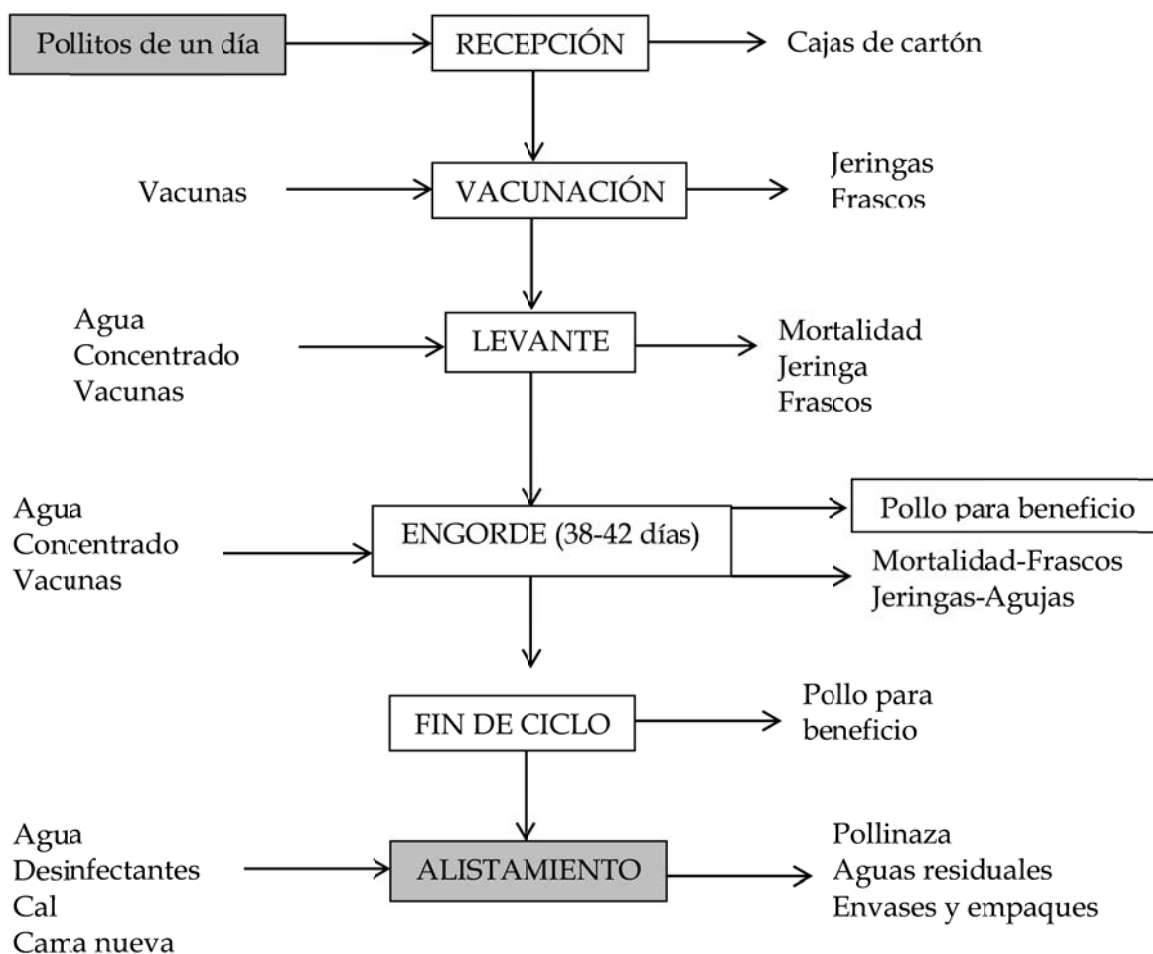 Pollitos de un día
RECEPCIÓN
Cajas de cartón
Vacunas
VACUNACIÓN
Jeringas
Frascos
Agua
Concentrado
Vacunas
LEVANTE
Mortalidad
Jeringa
Frascos
Agua
Concentrado
Vacunas
ENGORDE (38-42 días)
Pollo para beneficio
Mortalidad-Frascos
Jeringas-Agujas
FIN DE CICLO
Pollo para
beneficio
Agua
Desinfectantes
Cal
Cama nueva
ALISTAMIENTO
Pollinaza
Aguas residuales
Envases y empaques